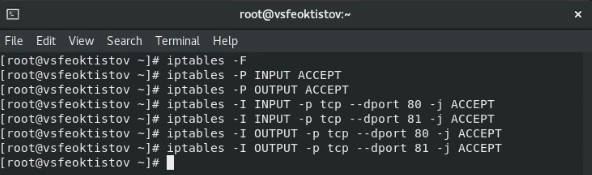 root@vsfeoktistov:~
File Edit View Search Terminal Help
[root@vsfeoktistov ~]# iptables -F
[root@vsfeoktistov ~]# iptables -P INPUT ACCEPT
[root@vsfeoktistov ~]# iptables -P OUTPUT ACCEPT
[root@vsfeoktistov ~]# iptables -I INPUT -p tcp --dport 80 -j ACCEPT
[root@vsfeoktistov ~]# iptables -I INPUT -p tcp --dport 81 -j ACCEPT
[root@vsfeoktistov ~]# iptables -I OUTPUT -p tcp --dport 80 -j ACCEPT
[root@vsfeoktistov ~]# iptables -I OUTPUT -p tcp --dport 81 -j ACCEPT
[root@vsfeoktistov ~]#